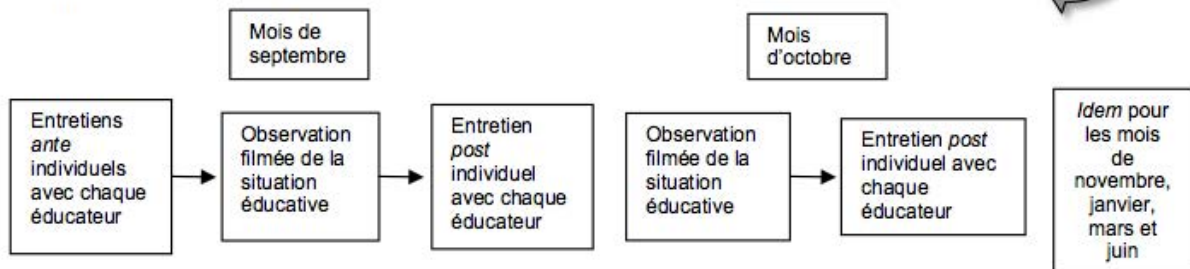 Mois de
septembre
Mois
d'octobre
Entretiens
ante
individuels
avec chaque
éducateur
Observation
filmée de la
situation
éducative
Entretien
post
individuel
avec chaque
éducateur
Observation
filmée de la
situation
éducative
Entretien post
individuel avec
chaque
éducateur
Idem pour
les mois
de
novembre,
janvier,
mars et
juin